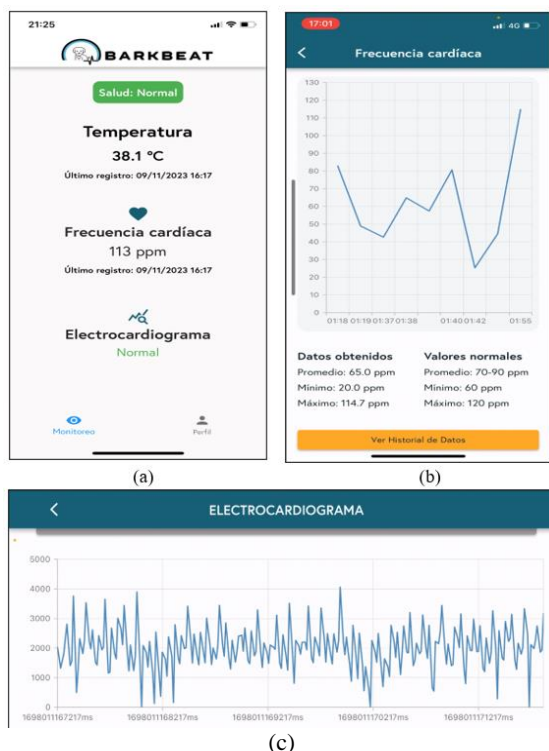 21:25
BARKBEAT
Salud: Normal
Temperatura
38.1 °C
Último registro: 09/11/2023 16:17
Frecuencia cardíaca
113 ppm
Último registro: 09/11/2023 16:17
Electrocardiograma
Normal
Monitoreo
Perfil
(a)
17:01
4G
Frecuencia cardíaca
130
120
110
100
90
80
70
60
50
40
30
20
10
0
01:18 01:19 01:37 01:38 01:40 01:42 01:55
Datos obtenidos
Promedio: 65.0 ppm
Mínimo: 20.0 ppm
Máximo: 114.7 ppm
Valores normales
Promedio: 70-90 ppm
Mínimo: 60 ppm
Máximo: 120 ppm
Ver Historial de Datos
(b)
ELECTROCARDIOGRAMA
5000
4000
3000
2000
1000
0
1698011167217ms 1698011168217ms 1698011169217ms 1698011170217ms 1698011171217ms
(c)